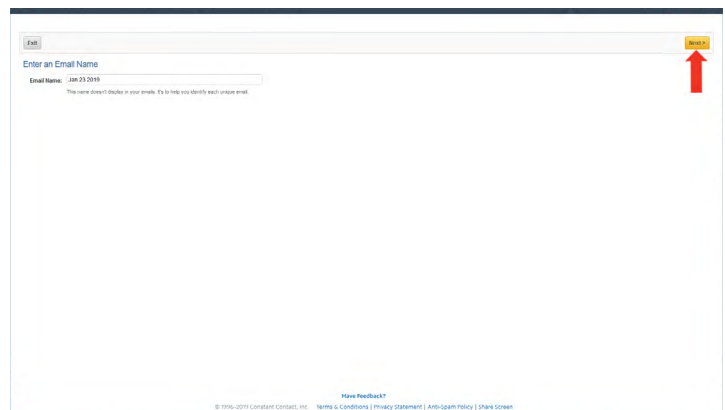 Exit
Next >
Enter an Email Name
Email Name: Jan 23 2019
This name doesn't display in your emails. It's to help you identify each unique email.
Have Feedback?
© 1996-2019 Constant Contact, Inc. Terms & Conditions | Privacy Statement | Anti-Spam Policy | Share Screen